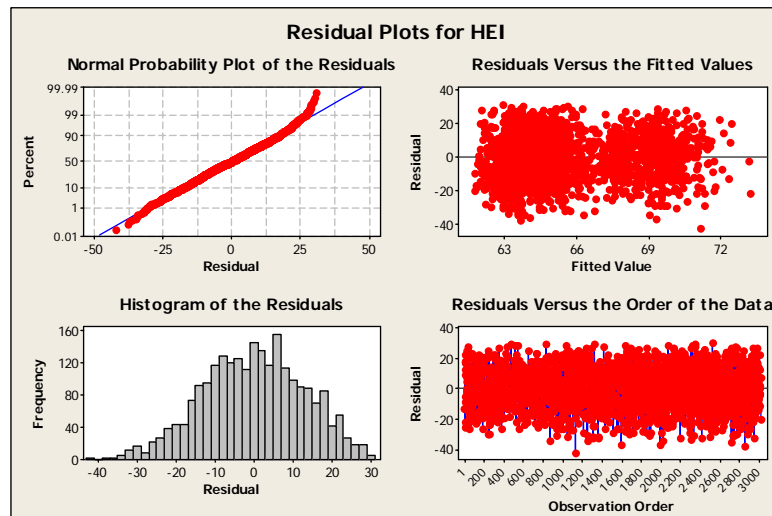 Residual Plots for HEI
Normal Probability Plot of the Residuals
99.99
99
90
50
10
1
0.01
Percent
-50 -25 0 25 50
Residual
Residuals Versus the Fitted Values
40
20
0
-20
-40
Residual
63 66 69 72
Fitted Value
Histogram of the Residuals
160
120
80
40
0
Frequency
-40 -30 -20 -10 0 10 20 30
Residual
Residuals Versus the Order of the Data
40
20
0
-20
-40
Residual
1 200 400 600 800 1000 1200 1400 1600 1800 2000 2200 2400 2600 2800 3000
Observation Order